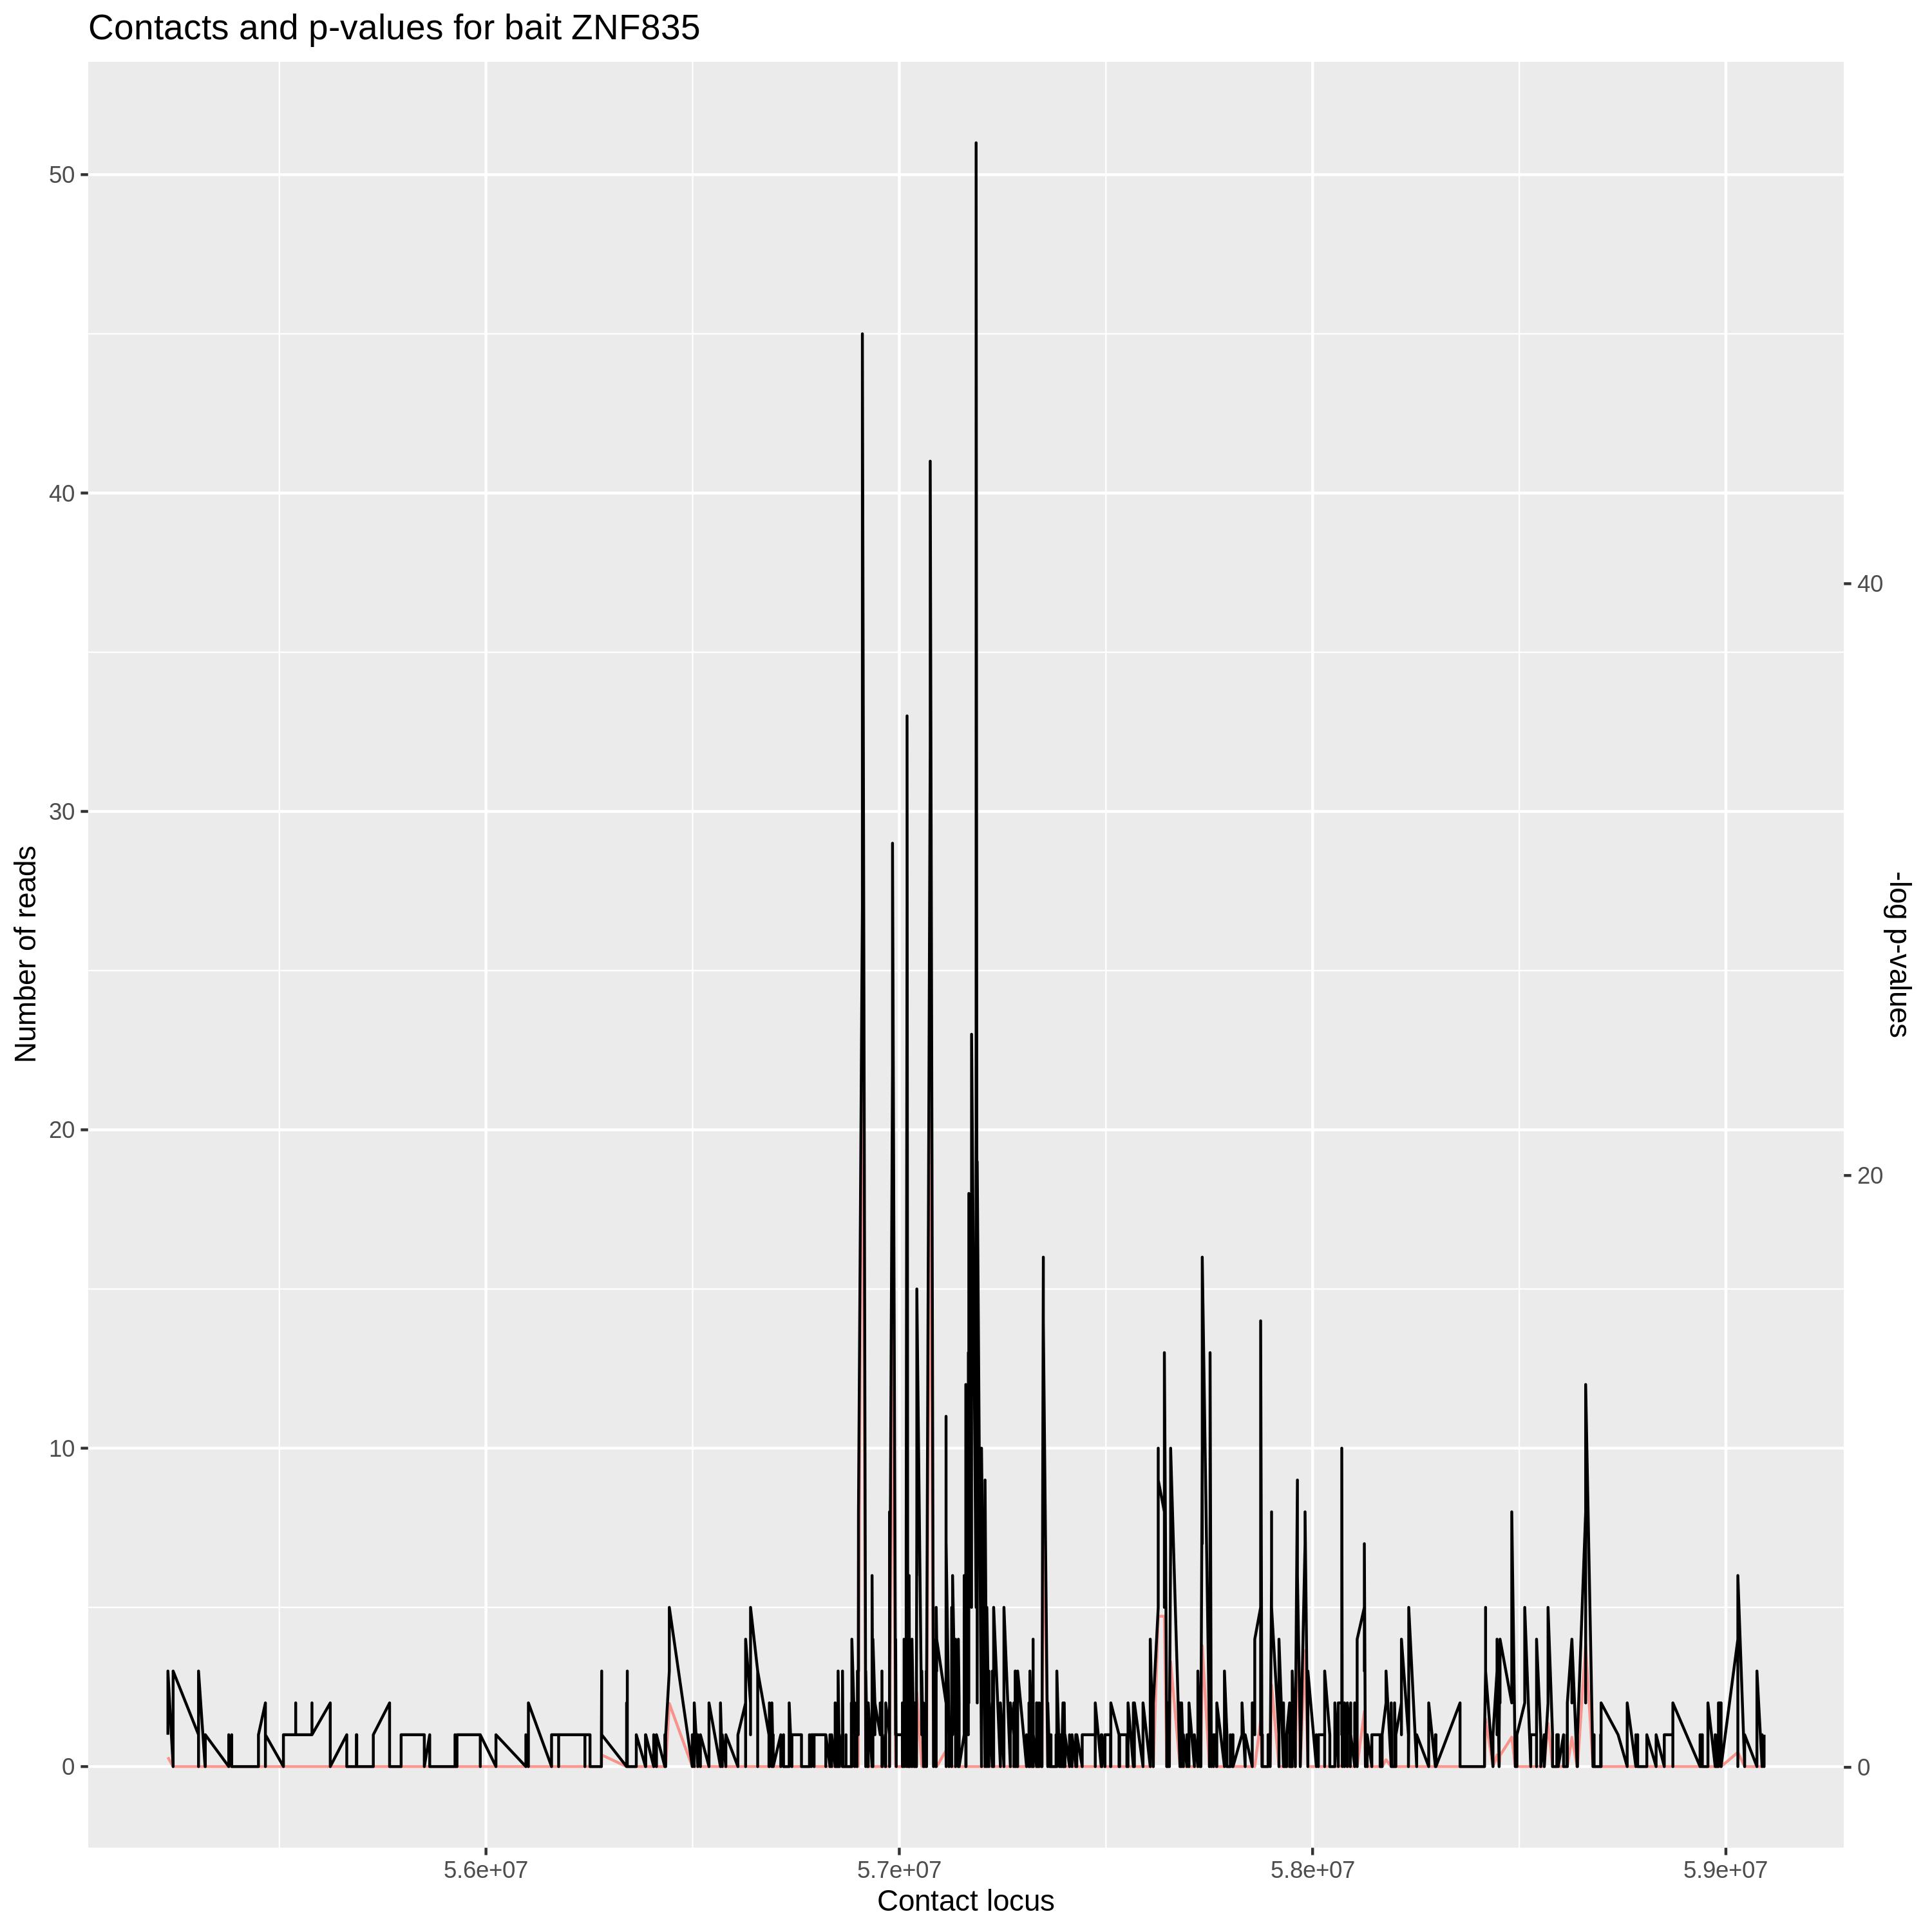 Contacts and p-values for bait ZNF835
50
40
30
20
10
0
Number of reads
40
20
0
-log p-values
5.6e+07
5.7e+07
5.8e+07
5.9e+07
Contact locus